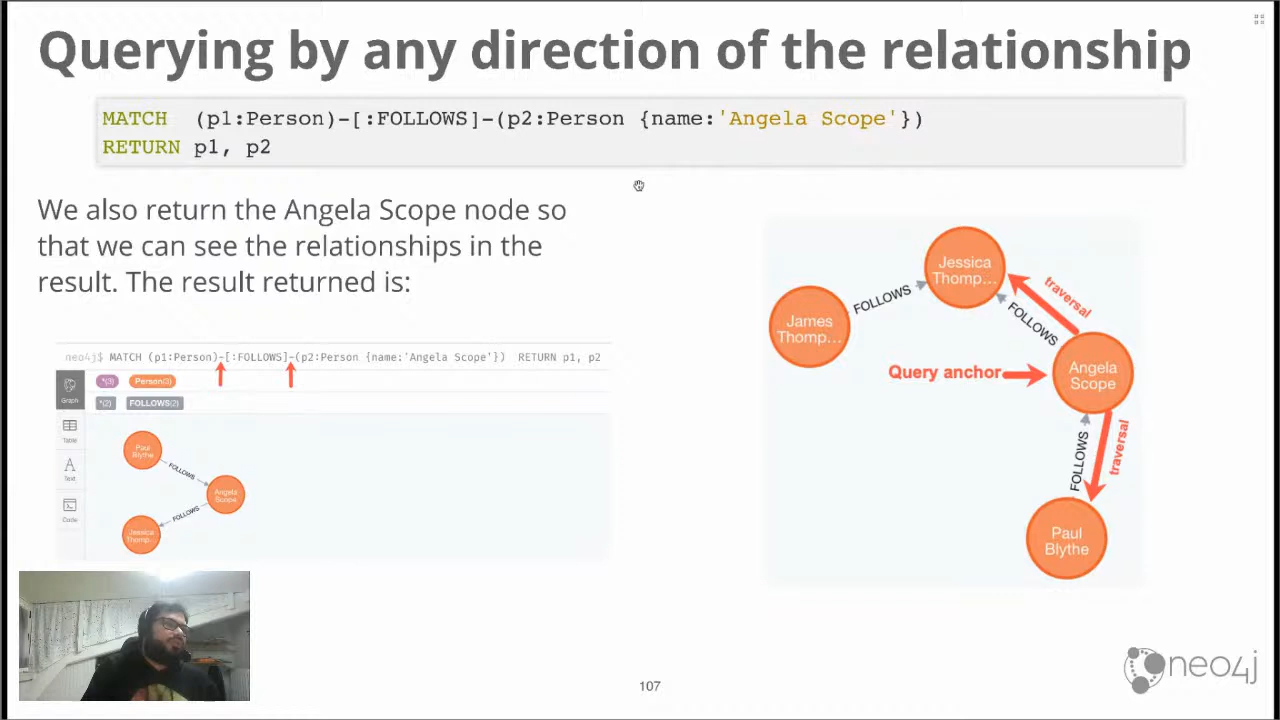 Querying by any direction of the relationship
MATCH (p1:Person)-[:FOLLOWS]-(p2:Person {name:'Angela Scope'})
RETURN p1, p2
We also return the Angela Scope node so
that we can see the relationships in the
result. The result returned is:
neo4j$ MATCH (p1:Person)-[:FOLLOWS]-(p2:Person {name:'Angela Scope'}) RETURN p1, p2
*(3) Person(3)
*(2) FOLLOWS(2)
Graph
Table
A
Text
Code
Paul
Blythe
FOLLOWS
Angela
Scope
FOLLOWS
Jessica
Thomp...
Jessica
Thomp...
traversal
FOLLOWS
James
Thomp...
FOLLOWS
Query anchor
Angela
Scope
FOLLOWS
traversal
Paul
Blythe
neo4j
107